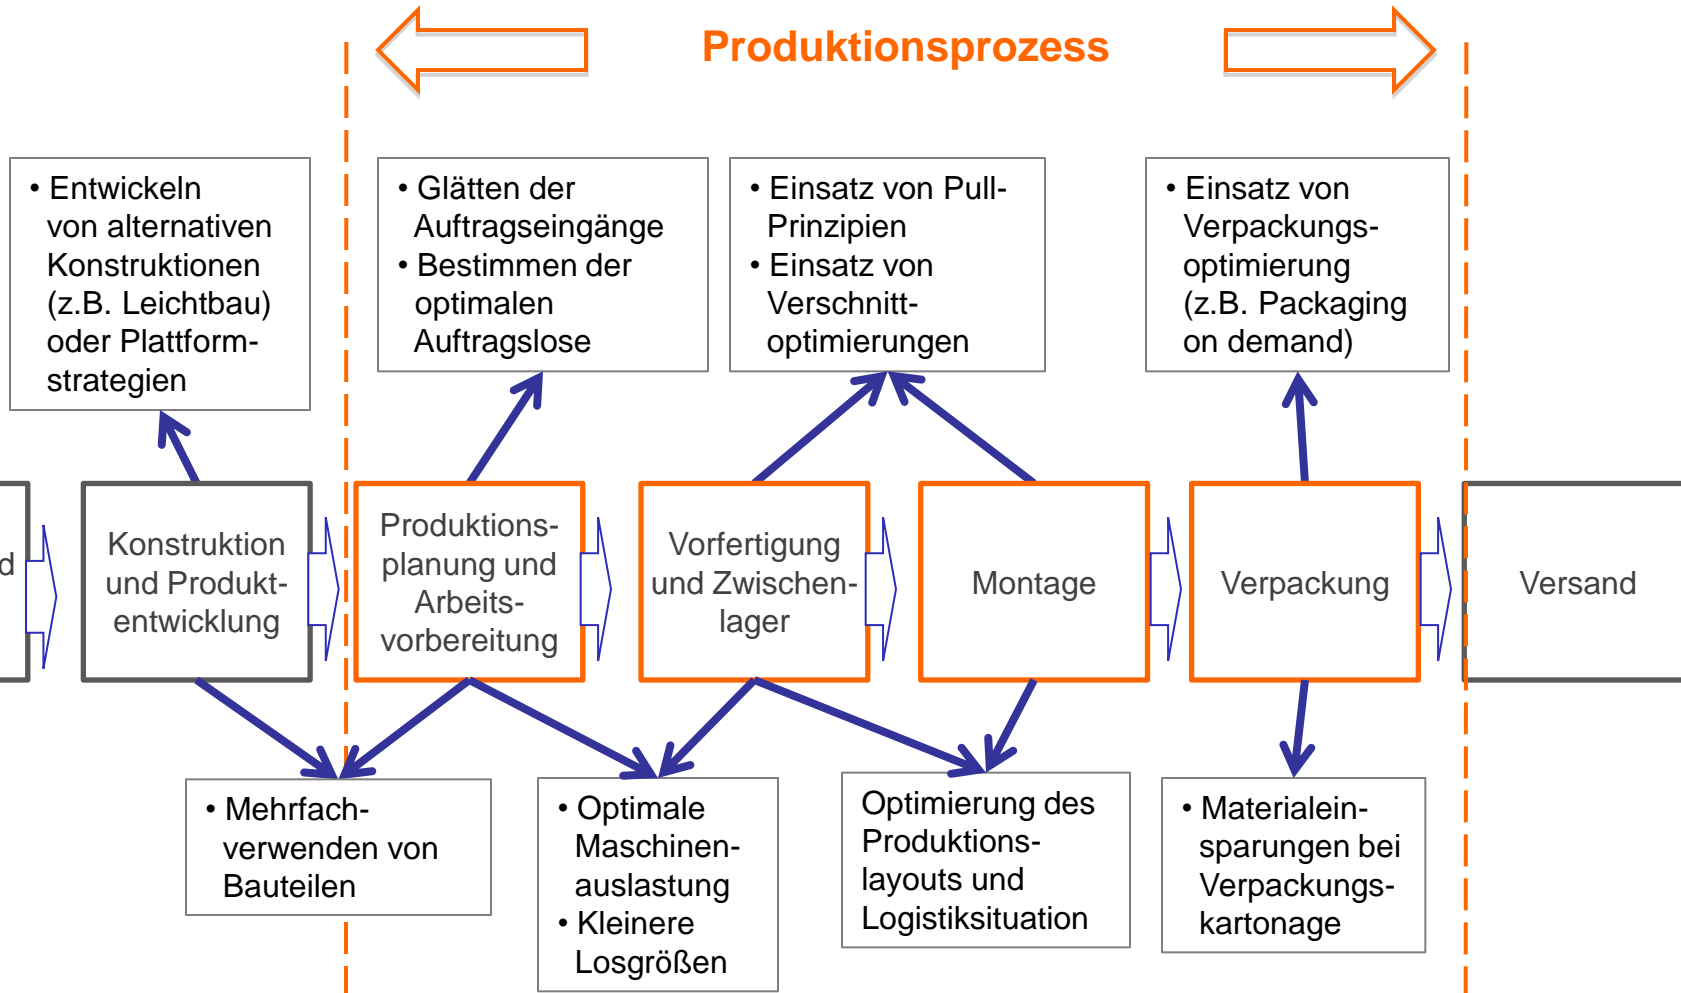 Produktionsprozess
• Entwickeln
von alternativen
Konstruktionen
(z.B. Leichtbau)
oder Plattform-
strategien
• Glätten der
Auftragseingänge
• Bestimmen der
optimalen
Auftragslose
• Einsatz von Pull-
Prinzipien
• Einsatz von
Verschnitt-
optimierungen
• Einsatz von
Verpackungs-
optimierung
(z.B. Packaging
on demand)
Konstruktion
und Produkt-
entwicklung
Produktions-
planung und
Arbeits-
vorbereitung
Vorfertigung
und Zwischen-
lager
Montage
Verpackung
Versand
• Mehrfach-
verwenden von
Bauteilen
• Optimale
Maschinen-
auslastung
• Kleinere
Losgrößen
Optimierung des
Produktions-
layouts und
Logistiksituation
• Materialein-
sparungen bei
Verpackungs-
kartonage